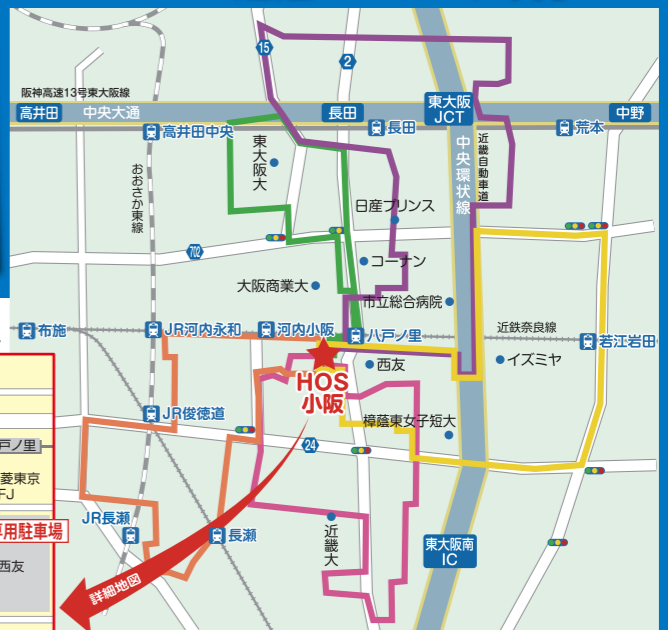 15
2
阪神高速13号東大阪線
高井田
中央大通
長田
東大阪
JCT
中野
高井田中央
長田
荒本
東大阪大
おおさか東線
中央環状線
近畿自動車道
日産プリンス
702
コーナン
大阪商業大
市立総合病院
布施
JR河内永和
河内小阪
八戸ノ里
近鉄奈良線
若江岩田
西友
イズミヤ
HOS
小阪
JR俊徳道
樟蔭東女子短大
24
戸ノ里
菱東京
FJ
専用駐車場
西友
JR長瀬
長瀬
近畿大
東大阪南
IC
詳細地図